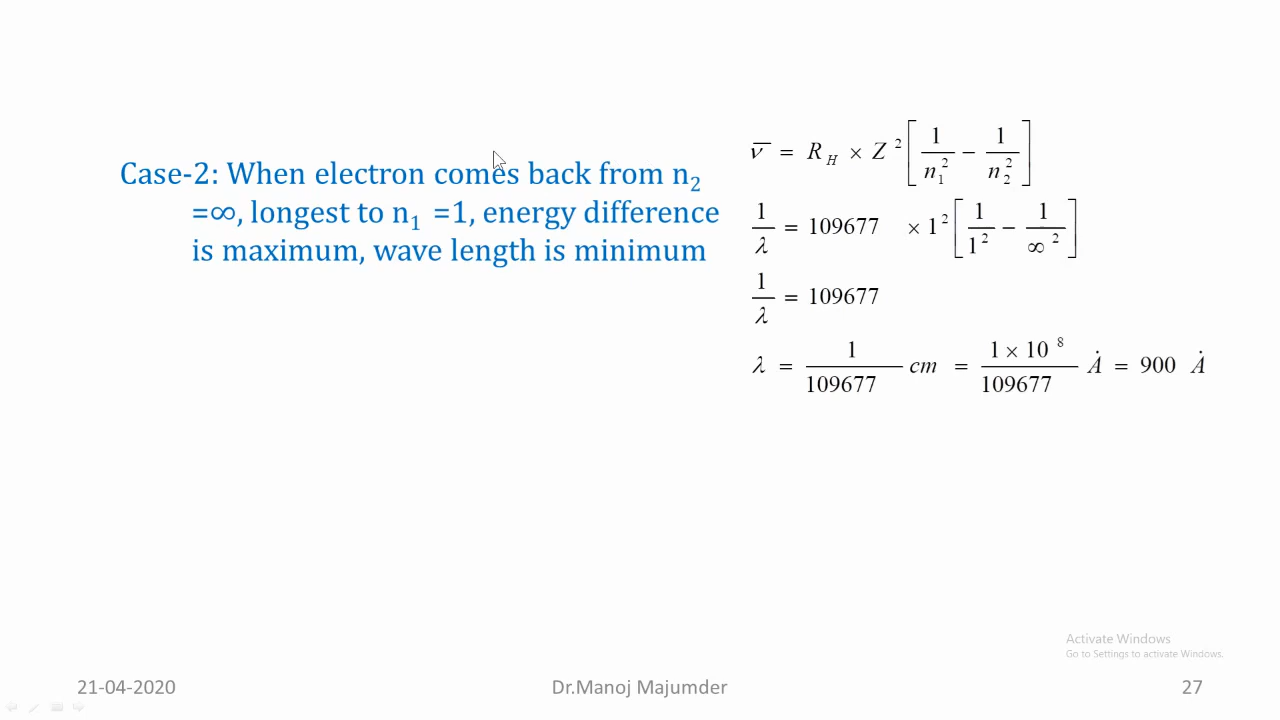 Case-2: When electron comes back from n₂
=∞, longest to n₁ =1, energy difference
is maximum, wave length is minimum
ν̅ = R_H × Z² [1/n₁² − 1/n₂²]
1/λ = 109677 × 1² [1/1² − 1/∞²]
1/λ = 109677
λ = 1/109677 cm = 1 × 10⁸/109677 Ȧ = 900 Ȧ
Activate Windows
Go to Settings to activate Windows.
21-04-2020
Dr.Manoj Majumder
27